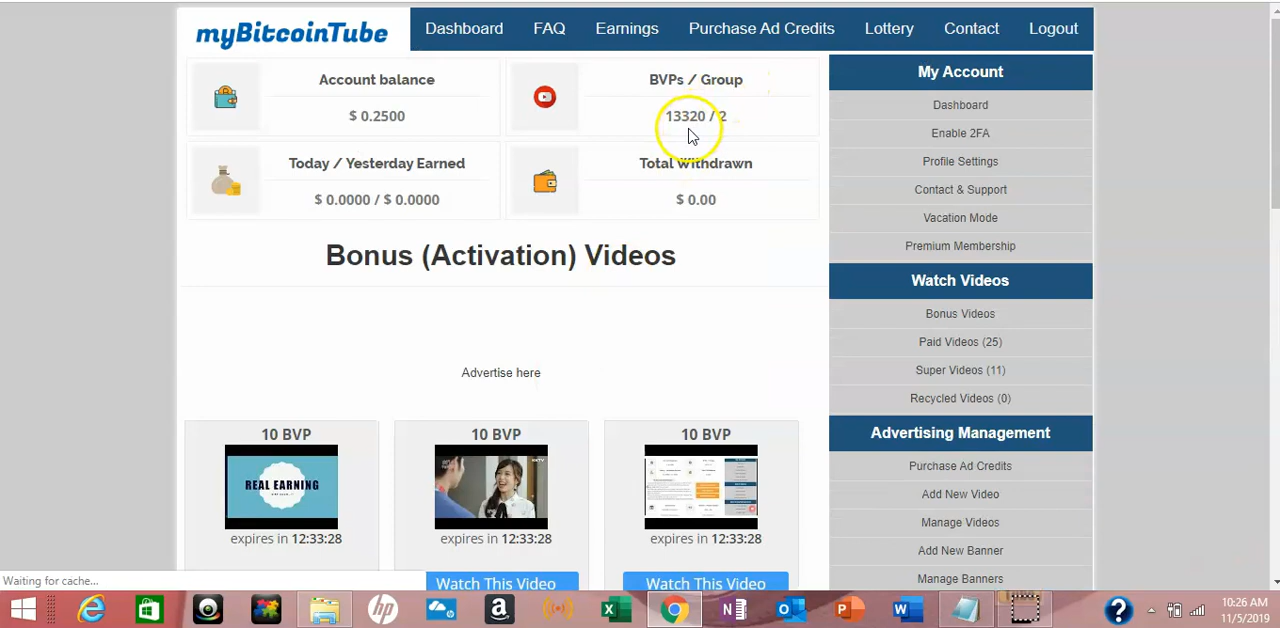 myBitcoinTube
Dashboard FAQ Earnings Purchase Ad Credits Lottery Contact Logout
Account balance
$ 0.2500
BVPs / Group
13320 / 2
Today / Yesterday Earned
$ 0.0000 / $ 0.0000
Total Withdrawn
$ 0.00
Bonus (Activation) Videos
Advertise here
10 BVP
REAL EARNING
expires in 12:33:28
10 BVP
expires in 12:33:28
Watch This Video
10 BVP
expires in 12:33:28
Watch This Video
My Account
Dashboard
Enable 2FA
Profile Settings
Contact & Support
Vacation Mode
Premium Membership
Watch Videos
Bonus Videos
Paid Videos (25)
Super Videos (11)
Recycled Videos (0)
Advertising Management
Purchase Ad Credits
Add New Video
Manage Videos
Add New Banner
Manage Banners
Waiting for cache...
10:26 AM
11/5/2019